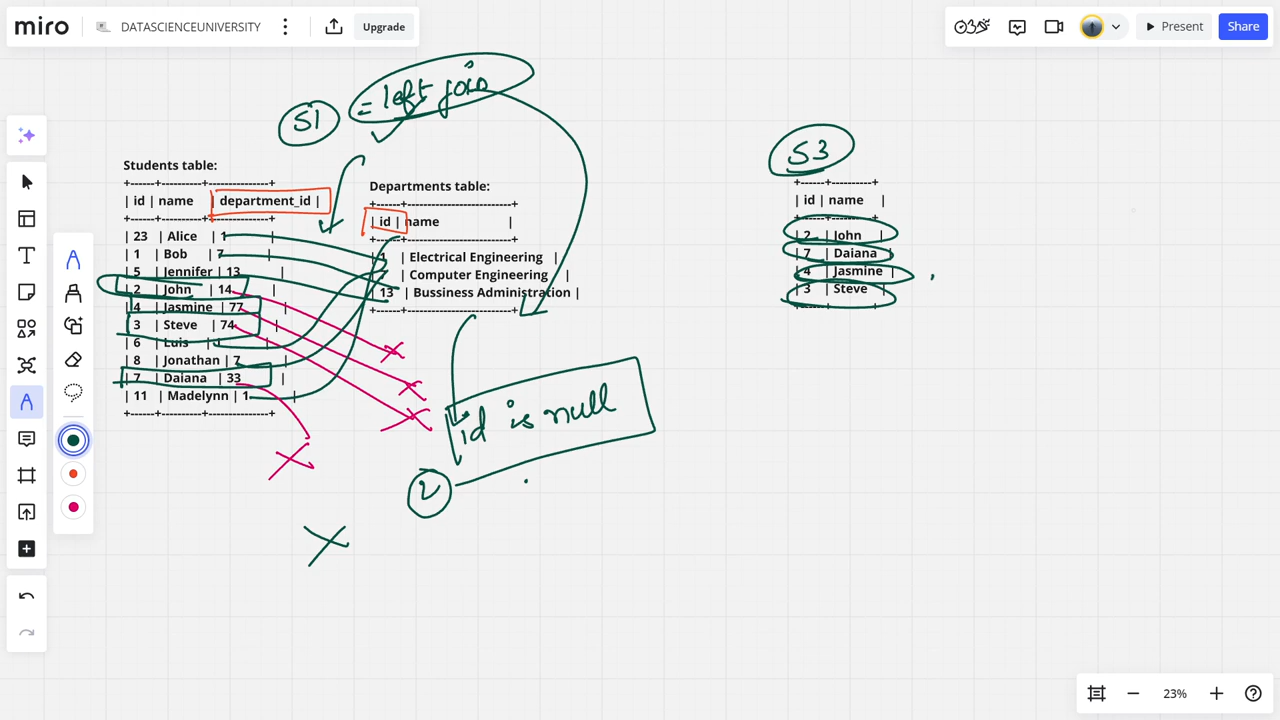 miro DATASCIENCEUNIVERSITY Upgrade
Present Share
= left join
S1
S3
Students table:
+------+----------+---------------+
| id | name | department_id |
+------+----------+---------------+
| 23 | Alice | 1 |
| 1 | Bob | 7 |
| 5 | Jennifer | 13 |
| 2 | John | 14 |
| 4 | Jasmine | 77 |
| 3 | Steve | 74 |
| 6 | Luis | 1 |
| 8 | Jonathan | 7 |
| 7 | Daiana | 33 |
| 11 | Madelynn | 1 |
+------+----------+---------------+
Departments table:
+------+--------------------------+
| id | name |
+------+--------------------------+
| 1 | Electrical Engineering |
| 7 | Computer Engineering |
| 13 | Bussiness Administration |
+------+--------------------------+
+------+----------+
| id | name |
+------+----------+
| 2 | John |
| 7 | Daiana |
| 4 | Jasmine |
| 3 | Steve |
+------+----------+
id is null
2
23%